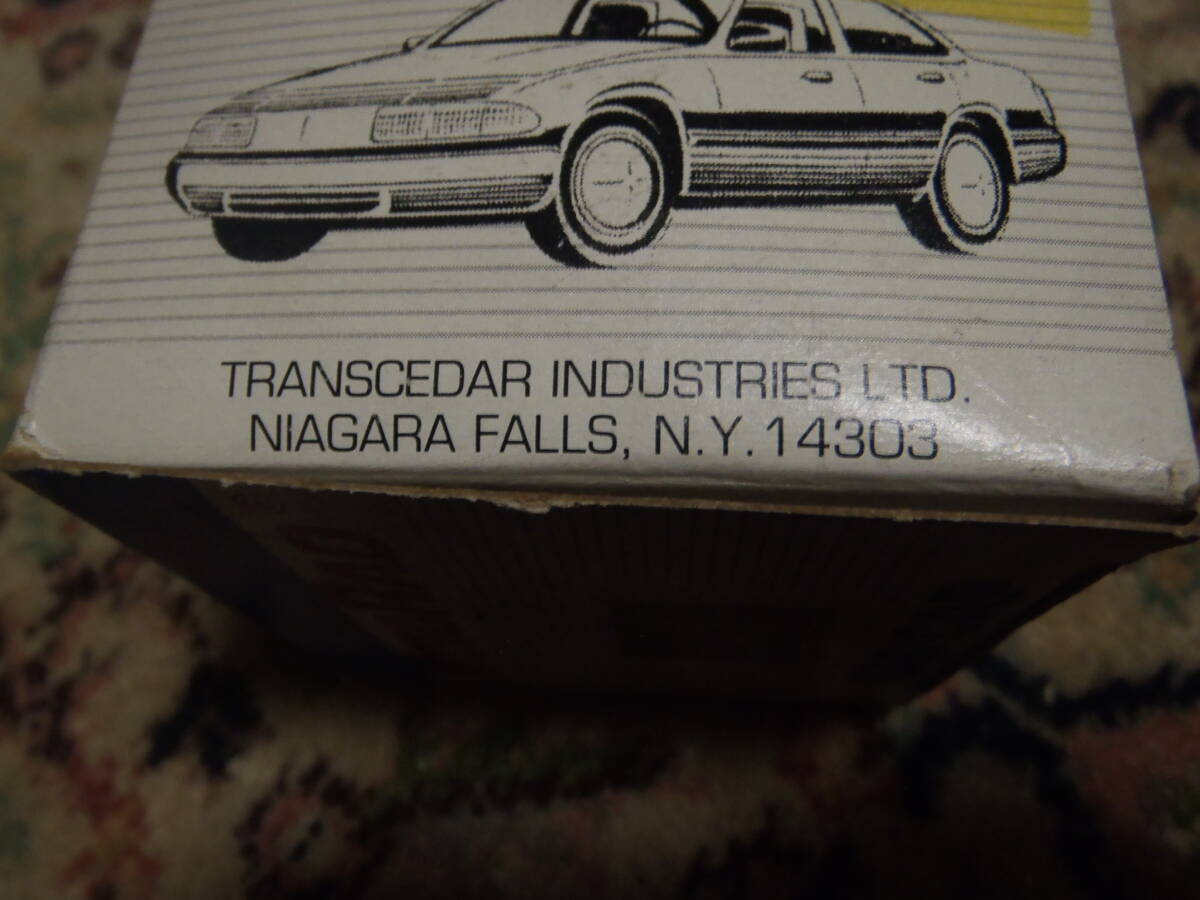 TRANSCEDAR INDUSTRIES LTD.
NIAGARA FALLS, N.Y. 14303